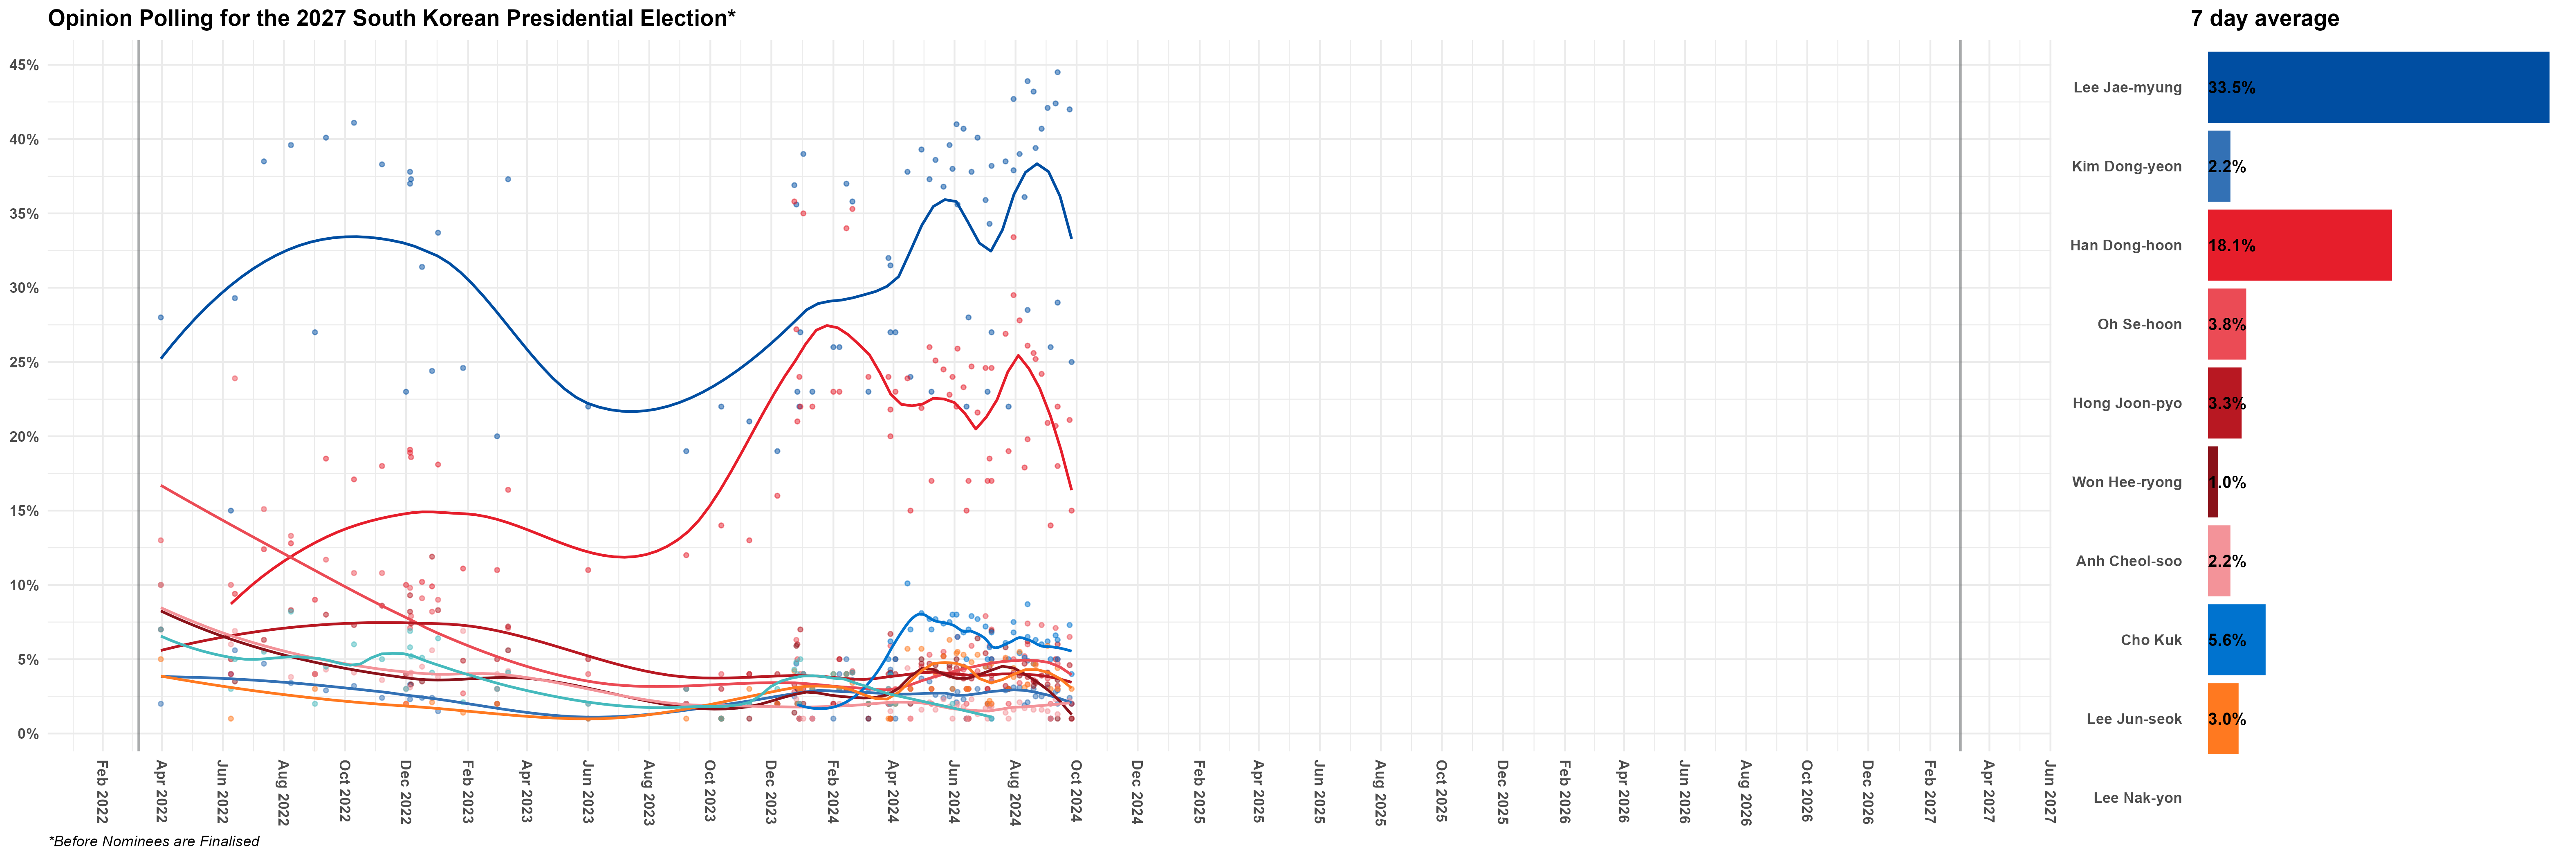 Opinion Polling for the 2027 South Korean Presidential Election*
7 day average
45%
40%
35%
30%
25%
20%
15%
10%
5%
0%
Feb 2022
Apr 2022
Jun 2022
Aug 2022
Oct 2022
Dec 2022
Feb 2023
Apr 2023
Jun 2023
Aug 2023
Oct 2023
Dec 2023
Feb 2024
Apr 2024
Jun 2024
Aug 2024
Oct 2024
Dec 2024
Feb 2025
Apr 2025
Jun 2025
Aug 2025
Oct 2025
Dec 2025
Feb 2026
Apr 2026
Jun 2026
Aug 2026
Oct 2026
Dec 2026
Feb 2027
Apr 2027
Jun 2027
*Before Nominees are Finalised
Lee Jae-myung 33.5%
Kim Dong-yeon 2.2%
Han Dong-hoon 18.1%
Oh Se-hoon 3.8%
Hong Joon-pyo 3.3%
Won Hee-ryong 1.0%
Anh Cheol-soo 2.2%
Cho Kuk 5.6%
Lee Jun-seok 3.0%
Lee Nak-yon